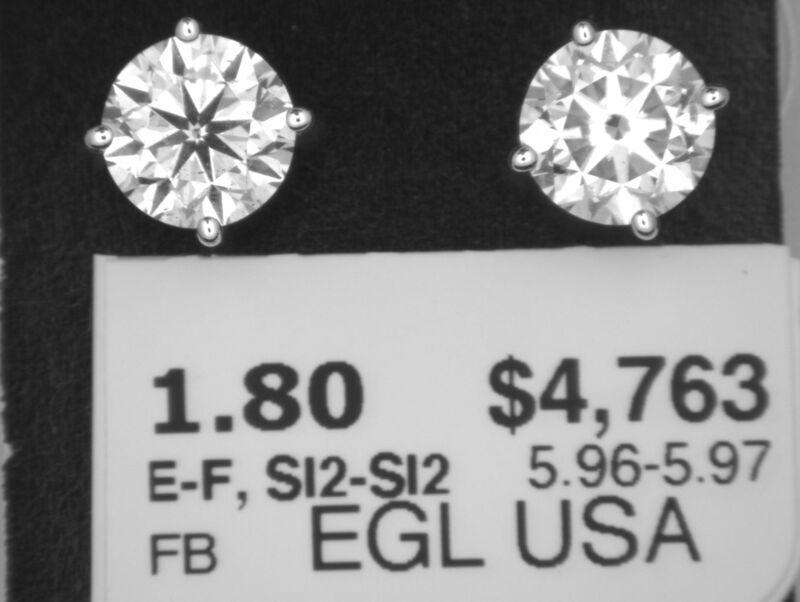 1.80 $4,763
E-F, SI2-SI2 5.96-5.97
FB EGL USA